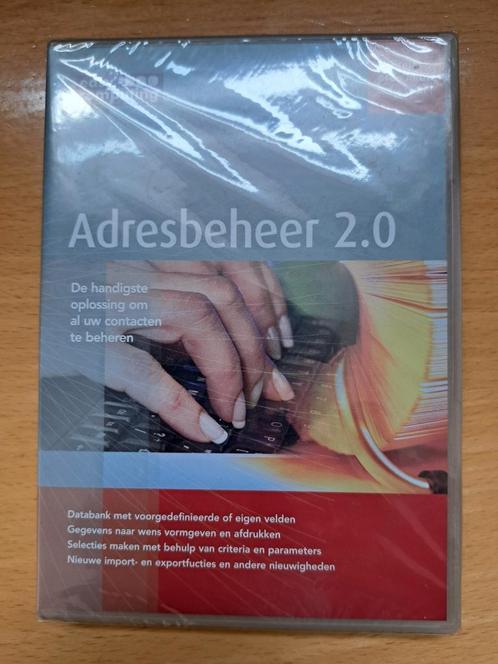 computing
Adresbeheer 2.0
De handigste
oplossing om
al uw contacten
te beheren
Databank met voorgedefinieerde of eigen velden
Gegevens naar wens vormgeven en afdrukken
Selecties maken met behulp van criteria en parameters
Nieuwe import- en exportfucties en andere nieuwigheden